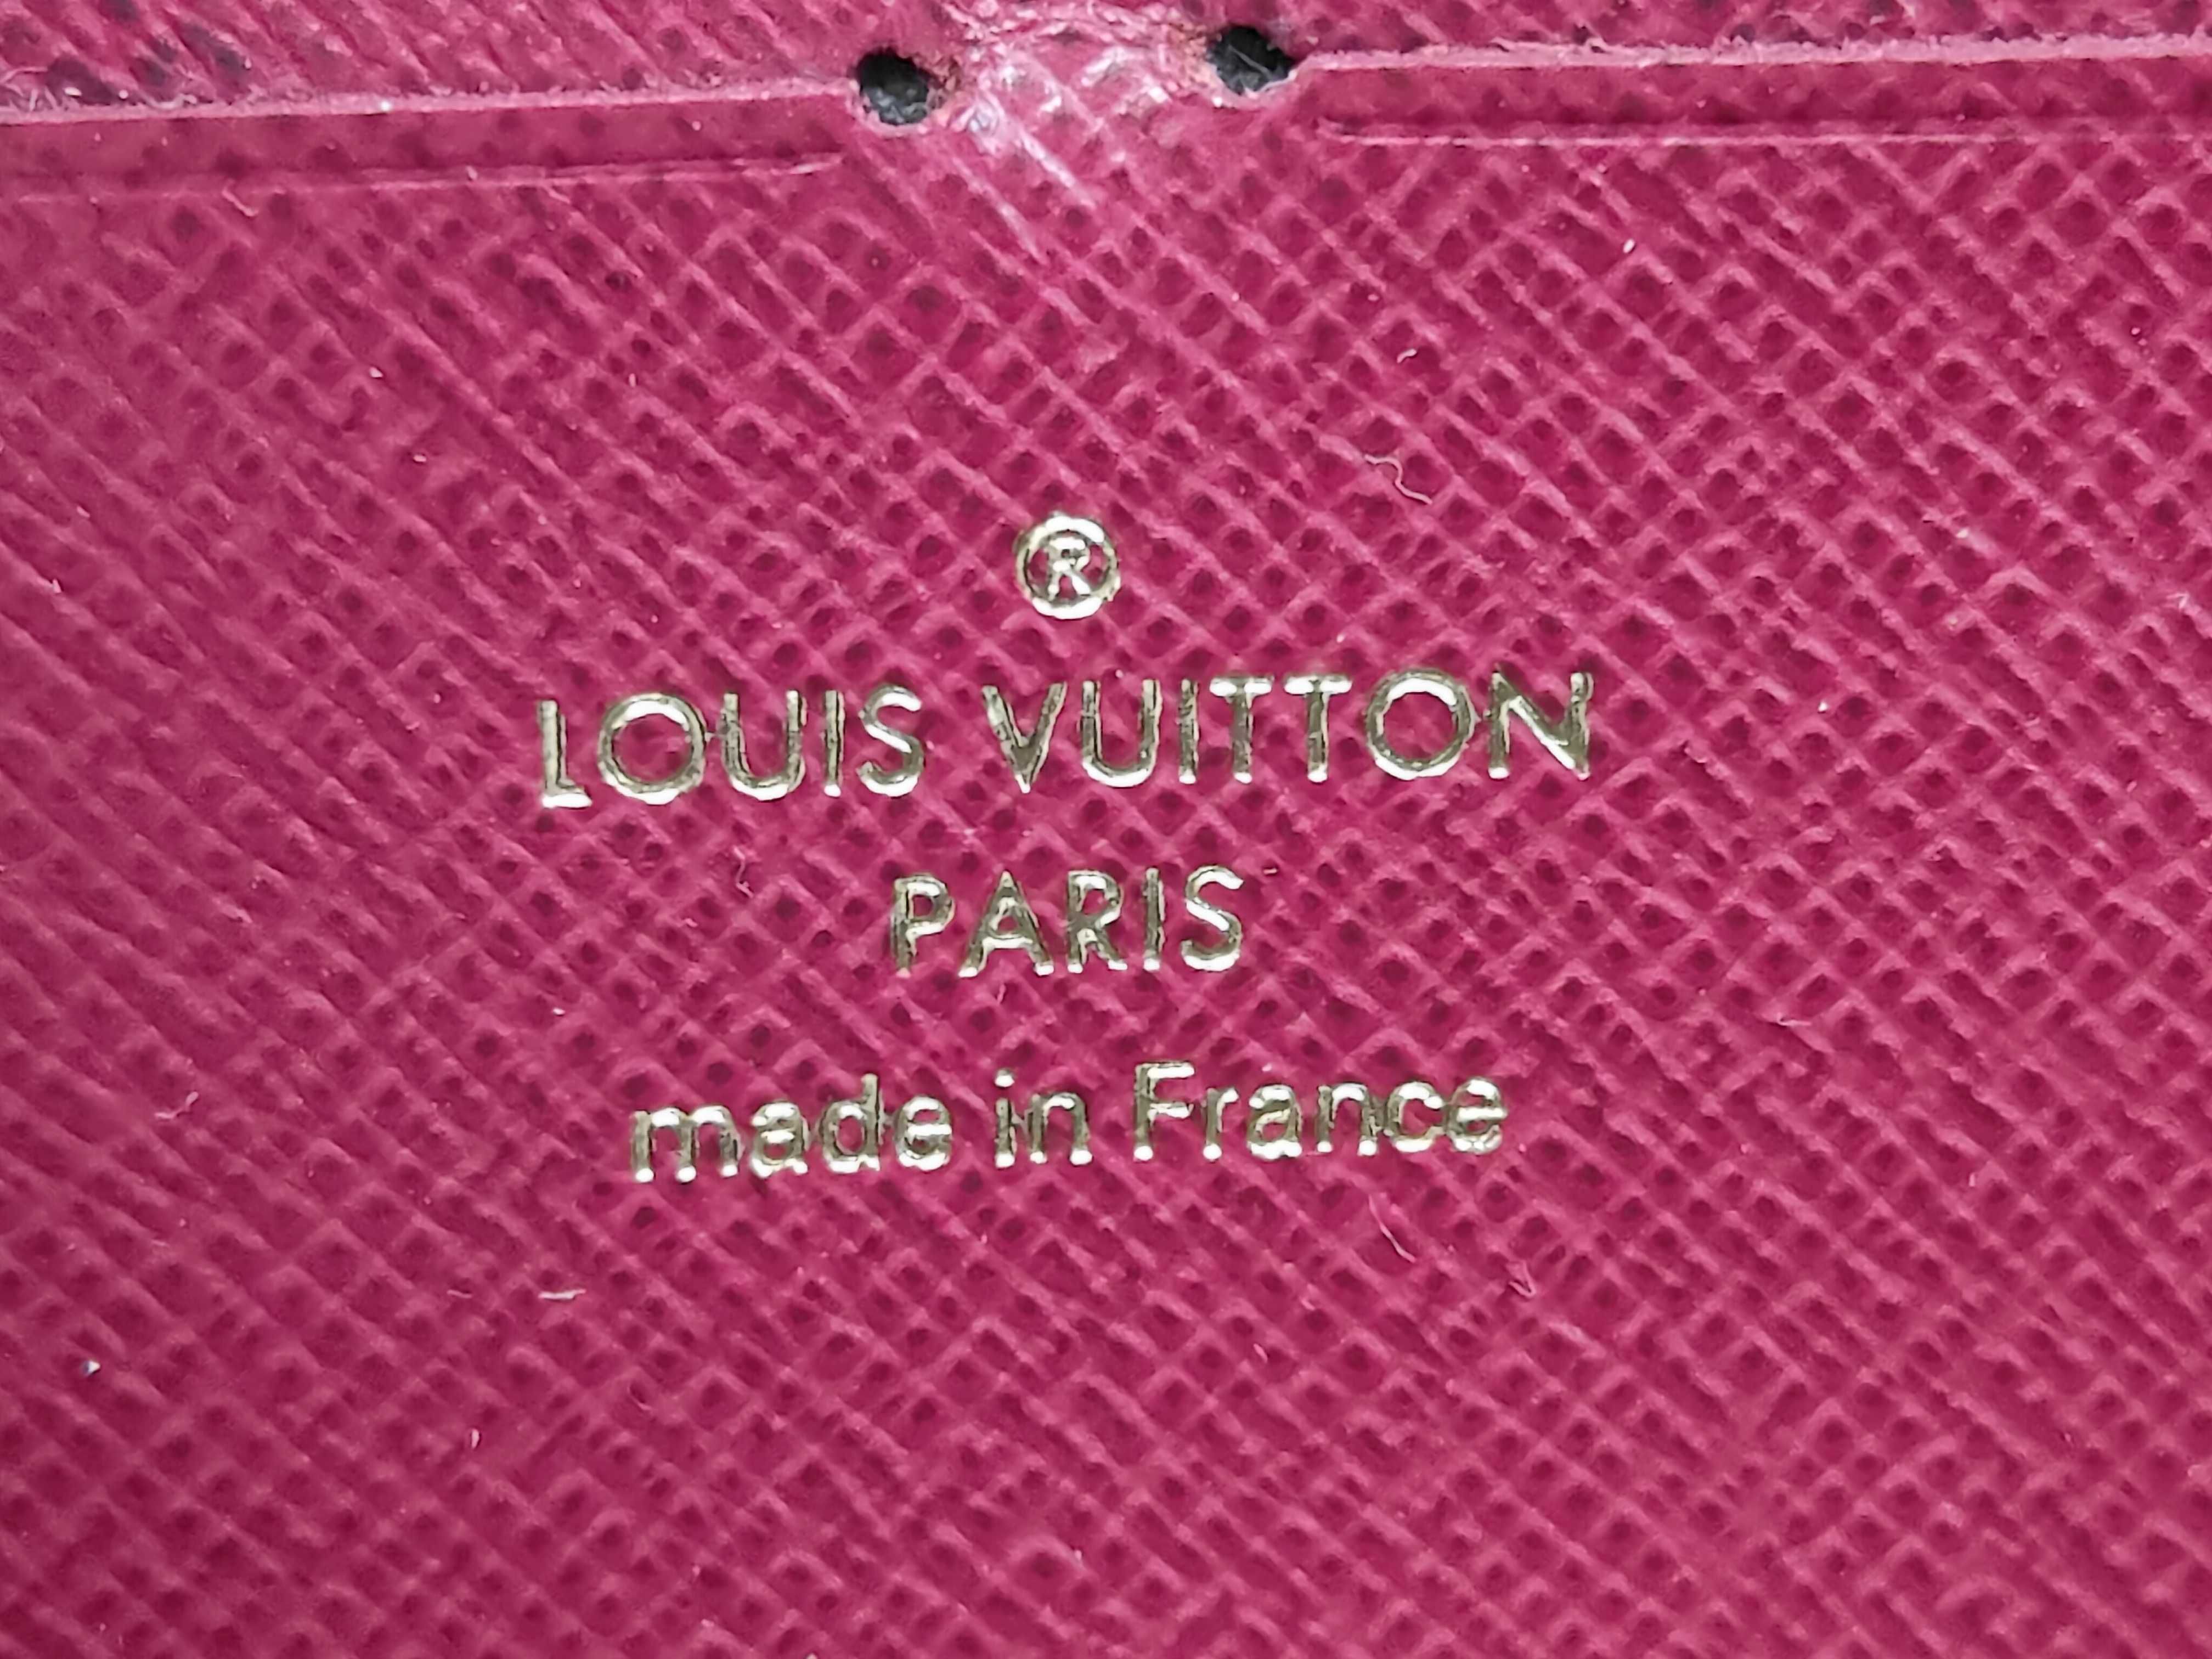 ®
LOUIS VUITTON
PARIS
made in France